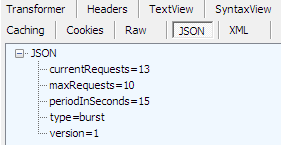 Transformer Headers TextView SyntaxView
Caching Cookies Raw JSON XML
JSON
currentRequests=13
maxRequests=10
periodInSeconds=15
type=burst
version=1